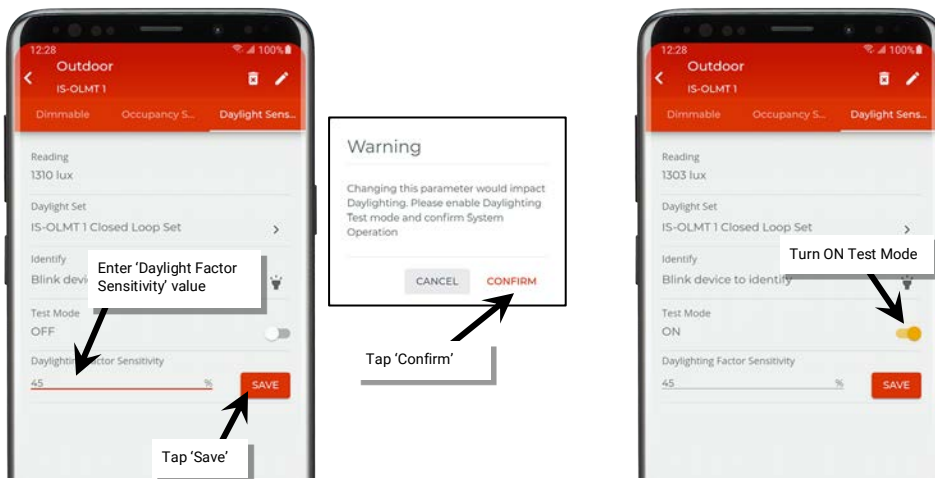 12:28
100%
Outdoor
IS-OLMT 1
Dimmable Occupancy S... Daylight Sens...
Reading
1310 lux
Daylight Set
IS-OLMT 1 Closed Loop Set
Identify
Blink devi
Enter ‘Daylight Factor
Sensitivity’ value
Test Mode
OFF
Daylighting Factor Sensitivity
45 % SAVE
Tap ‘Save’
Warning
Changing this parameter would impact
Daylighting. Please enable Daylighting
Test mode and confirm System
Operation
CANCEL CONFIRM
Tap ‘Confirm’
12:28
100%
Outdoor
IS-OLMT 1
Dimmable Occupancy S... Daylight Sens...
Reading
1303 lux
Daylight Set
IS-OLMT 1 Closed Loop Set
Turn ON Test Mode
Identify
Blink device to identify
Test Mode
ON
Daylighting Factor Sensitivity
45 % SAVE